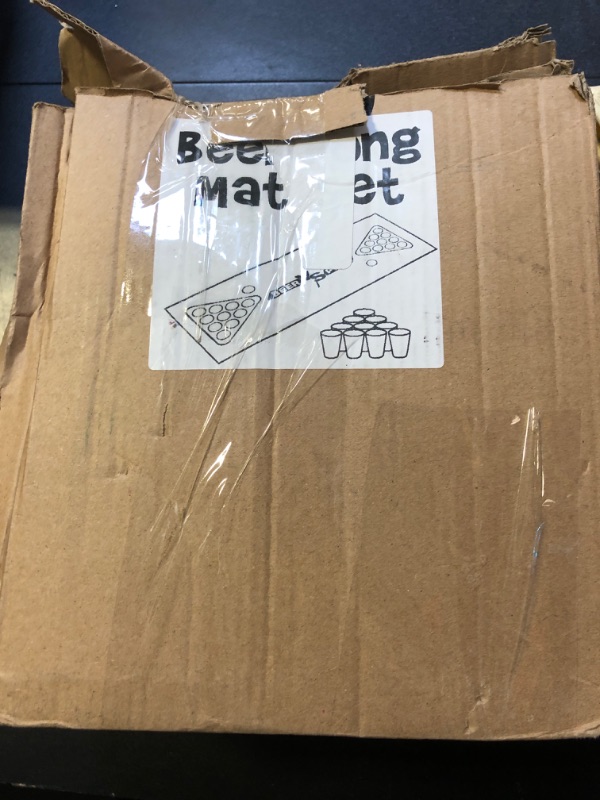 Bee ong
Mat et